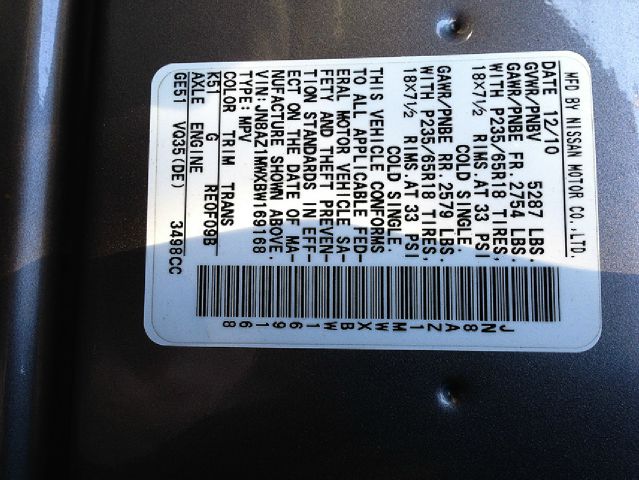 MFD BY NISSAN MOTOR CO.,LTD.
DATE 12/10
GVWR/PNBV 5287 LBS.
GAWR/PNBE FR. 2754 LBS.
WITH P235/65R18 TIRES,
18X7½ RIMS.AT 33 PSI
COLD SINGLE.
GAWR/PNBE RR. 2579 LBS.
WITH P235/65R18 TIRES,
18X7½ RIMS.AT 33 PSI
COLD SINGLE.
THIS VEHICLE CONFORMS
TO ALL APPLICABLE FED-
ERAL MOTOR VEHICLE SA-
FETY AND THEFT PREVEN-
TION STANDARDS IN EFF-
ECT ON THE DATE OF MA-
NUFACTURE SHOWN ABOVE.
VIN:JN8AZ1MWXBW169168
TYPE: MPV
COLOR TRIM TRANS
K51 G RE0F09B
AXLE ENGINE
GE51 VQ35(DE) 3498CC
JN8AZ1MWXBW169168